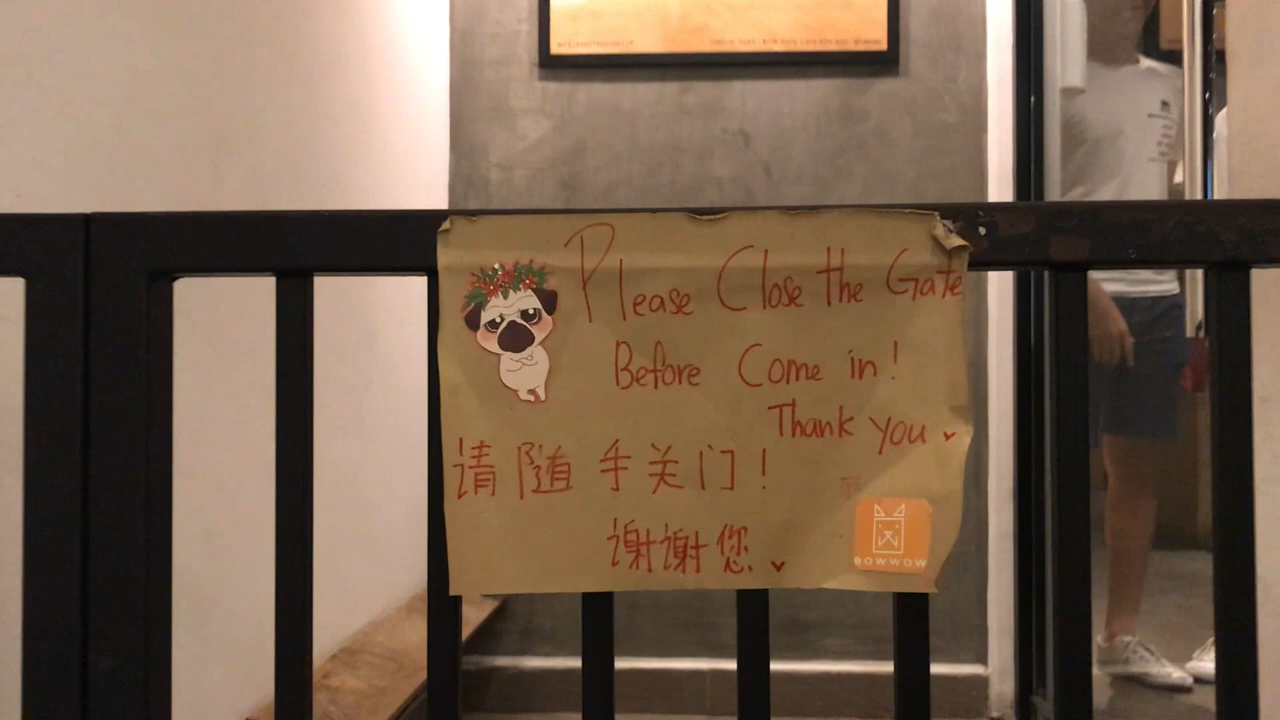 Please Close the Gate
Before Come in!
Thank you
请随手关门!
谢谢您
BOWWOW